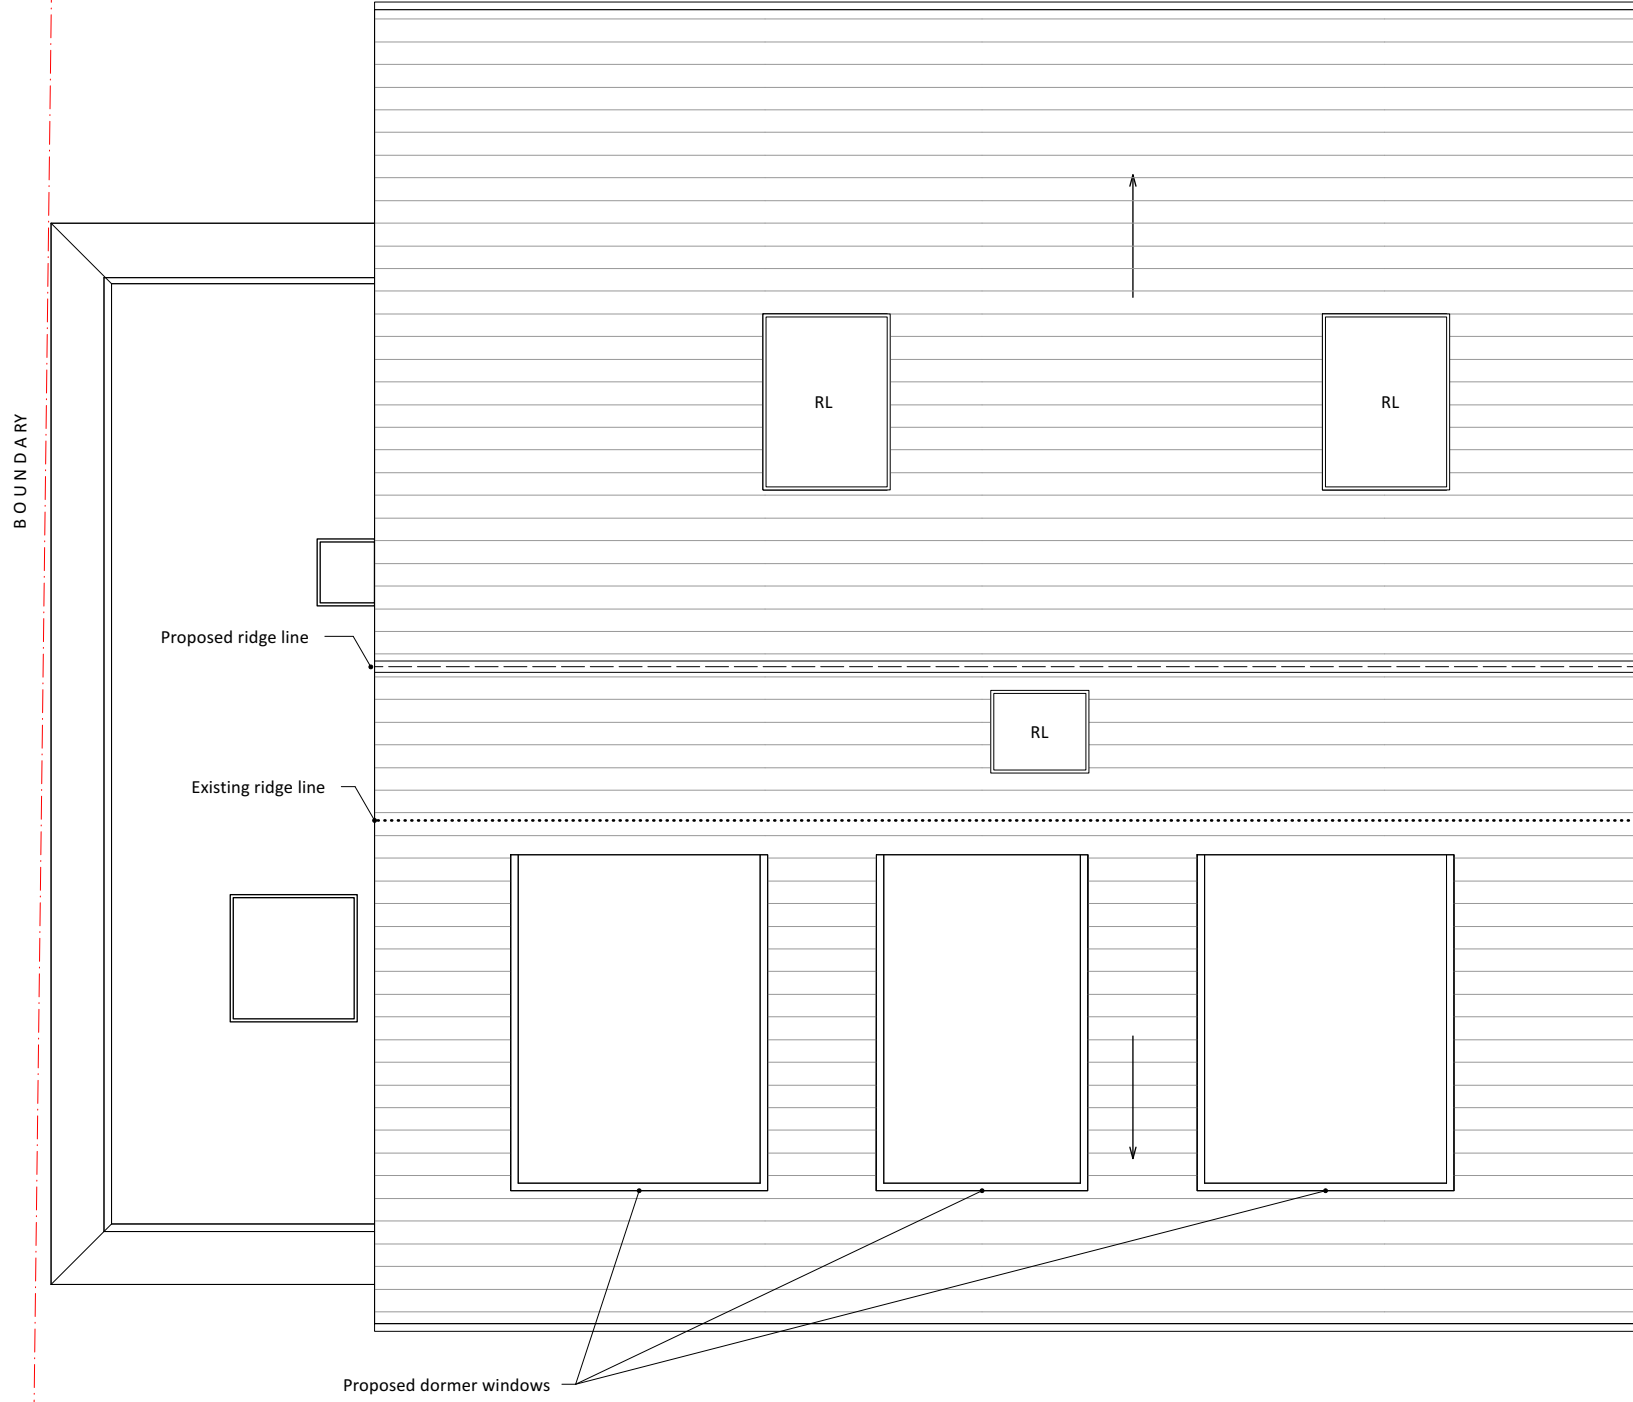 RL
RL
BOUNDARY
Proposed ridge line
RL
Existing ridge line
Proposed dormer windows